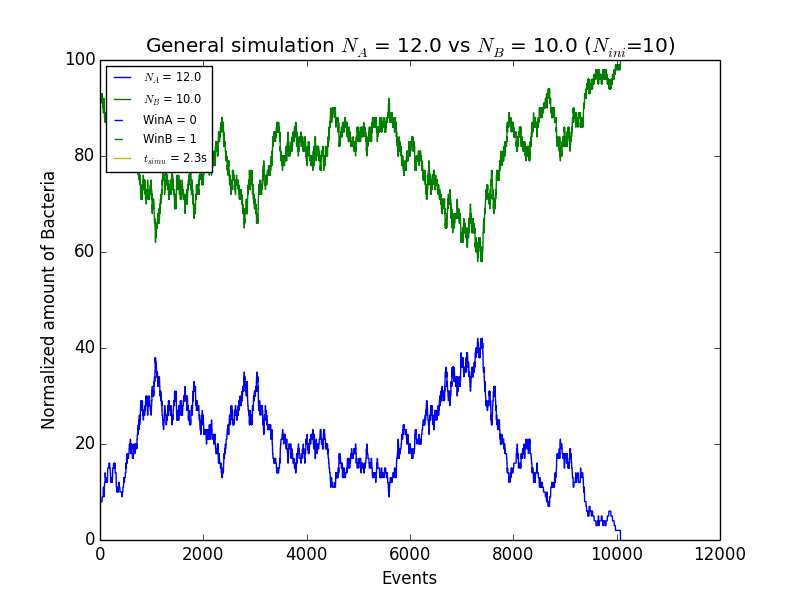 General simulation N_A = 12.0 vs N_B = 10.0 (N_ini=10)
N_A = 12.0
N_B = 10.0
WinA = 0
WinB = 1
t_simu = 2.3s
100
80
60
40
20
0
Normalized amount of Bacteria
0 2000 4000 6000 8000 10000 12000
Events